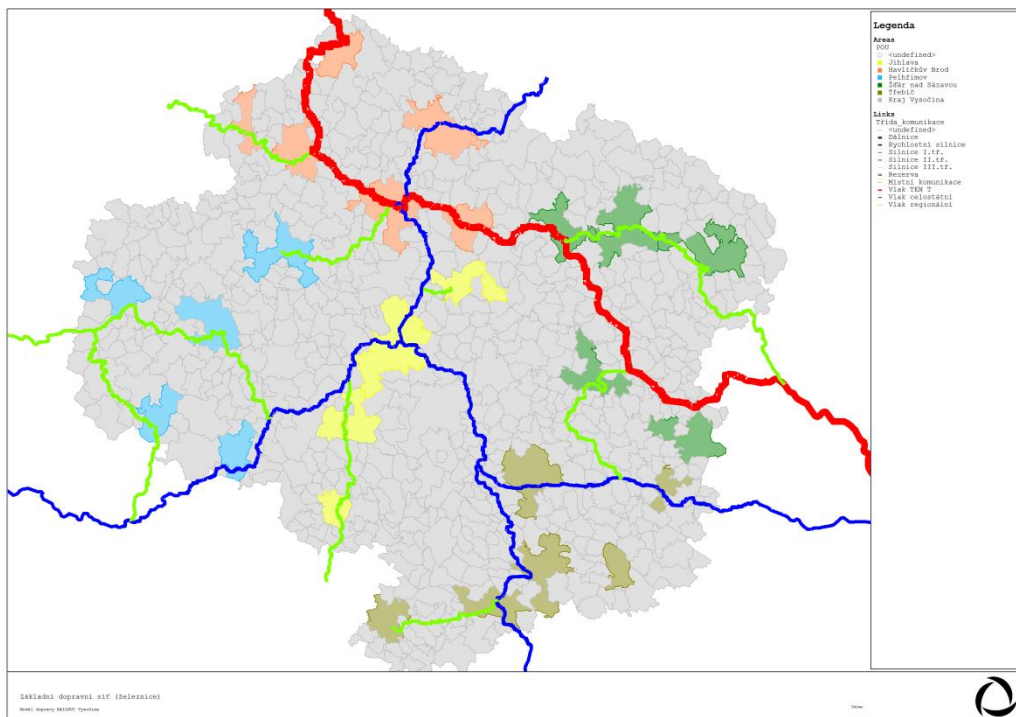 Legenda
Areas
POU
<undefined>
Jihlava
Havlíčkův Brod
Pelhřimov
Žďár nad Sázavou
Třebíč
Kraj Vysočina
Links
Třída_komunikace
<undefined>
Dálnice
Rychlostní silnice
Silnice I.tř.
Silnice II.tř.
Silnice III.tř.
Rezerva
Místní komunikace
Vlak TEN T
Vlak celostátní
Vlak regionální
Základní dopravní síť (železnice)
Model dopravy RAILHUC Vysočina